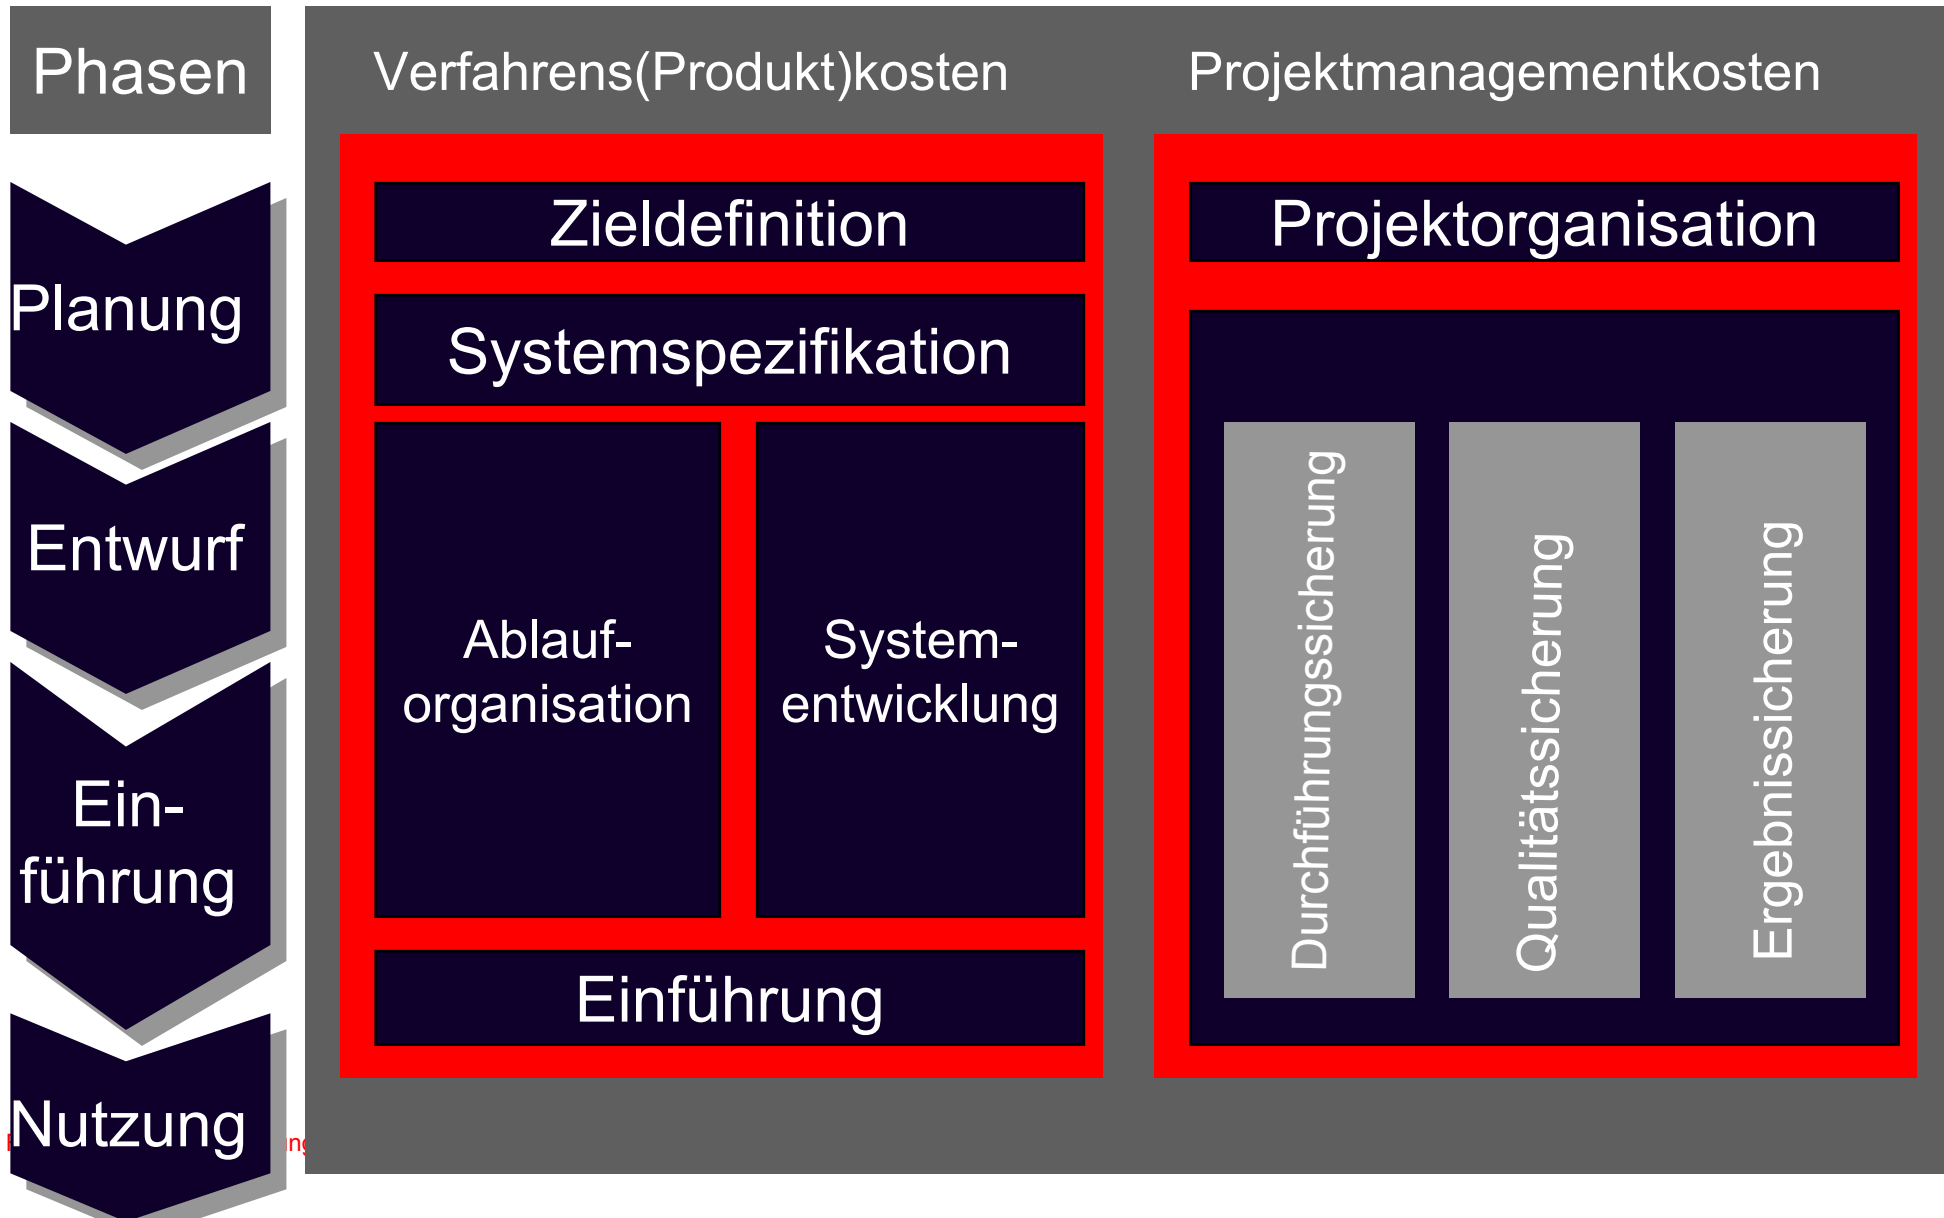 Phasen
Verfahrens(Produkt)kosten
Projektmanagementkosten
Planung
Entwurf
Ein-
führung
Nutzung
Zieldefinition
Systemspezifikation
Ablauf-
organisation
System-
entwicklung
Einführung
Projektorganisation
Durchführungssicherung
Qualitätssicherung
Ergebnissicherung